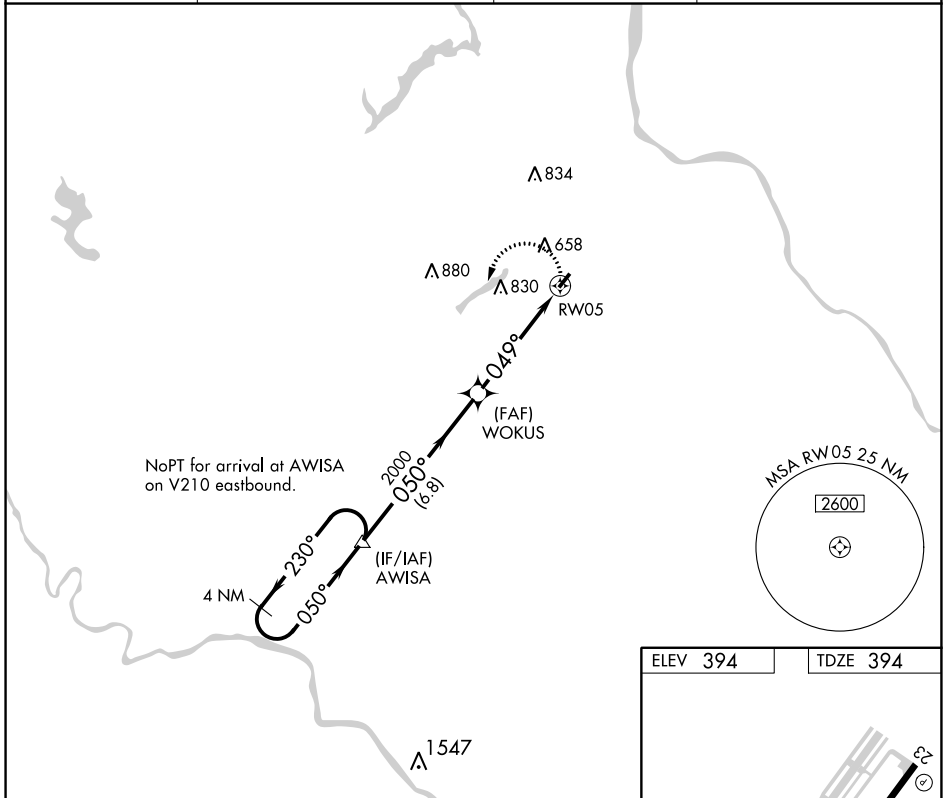 834
658
880
830
RW05
049°
(FAF)
WOKUS
NoPT for arrival at AWISA
on V210 eastbound.
2000
050°
(6.8)
MSA RW05 25 NM
2600
230°
(IF/IAF)
AWISA
4 NM
050°
ELEV 394
TDZE 394
1547
23
P